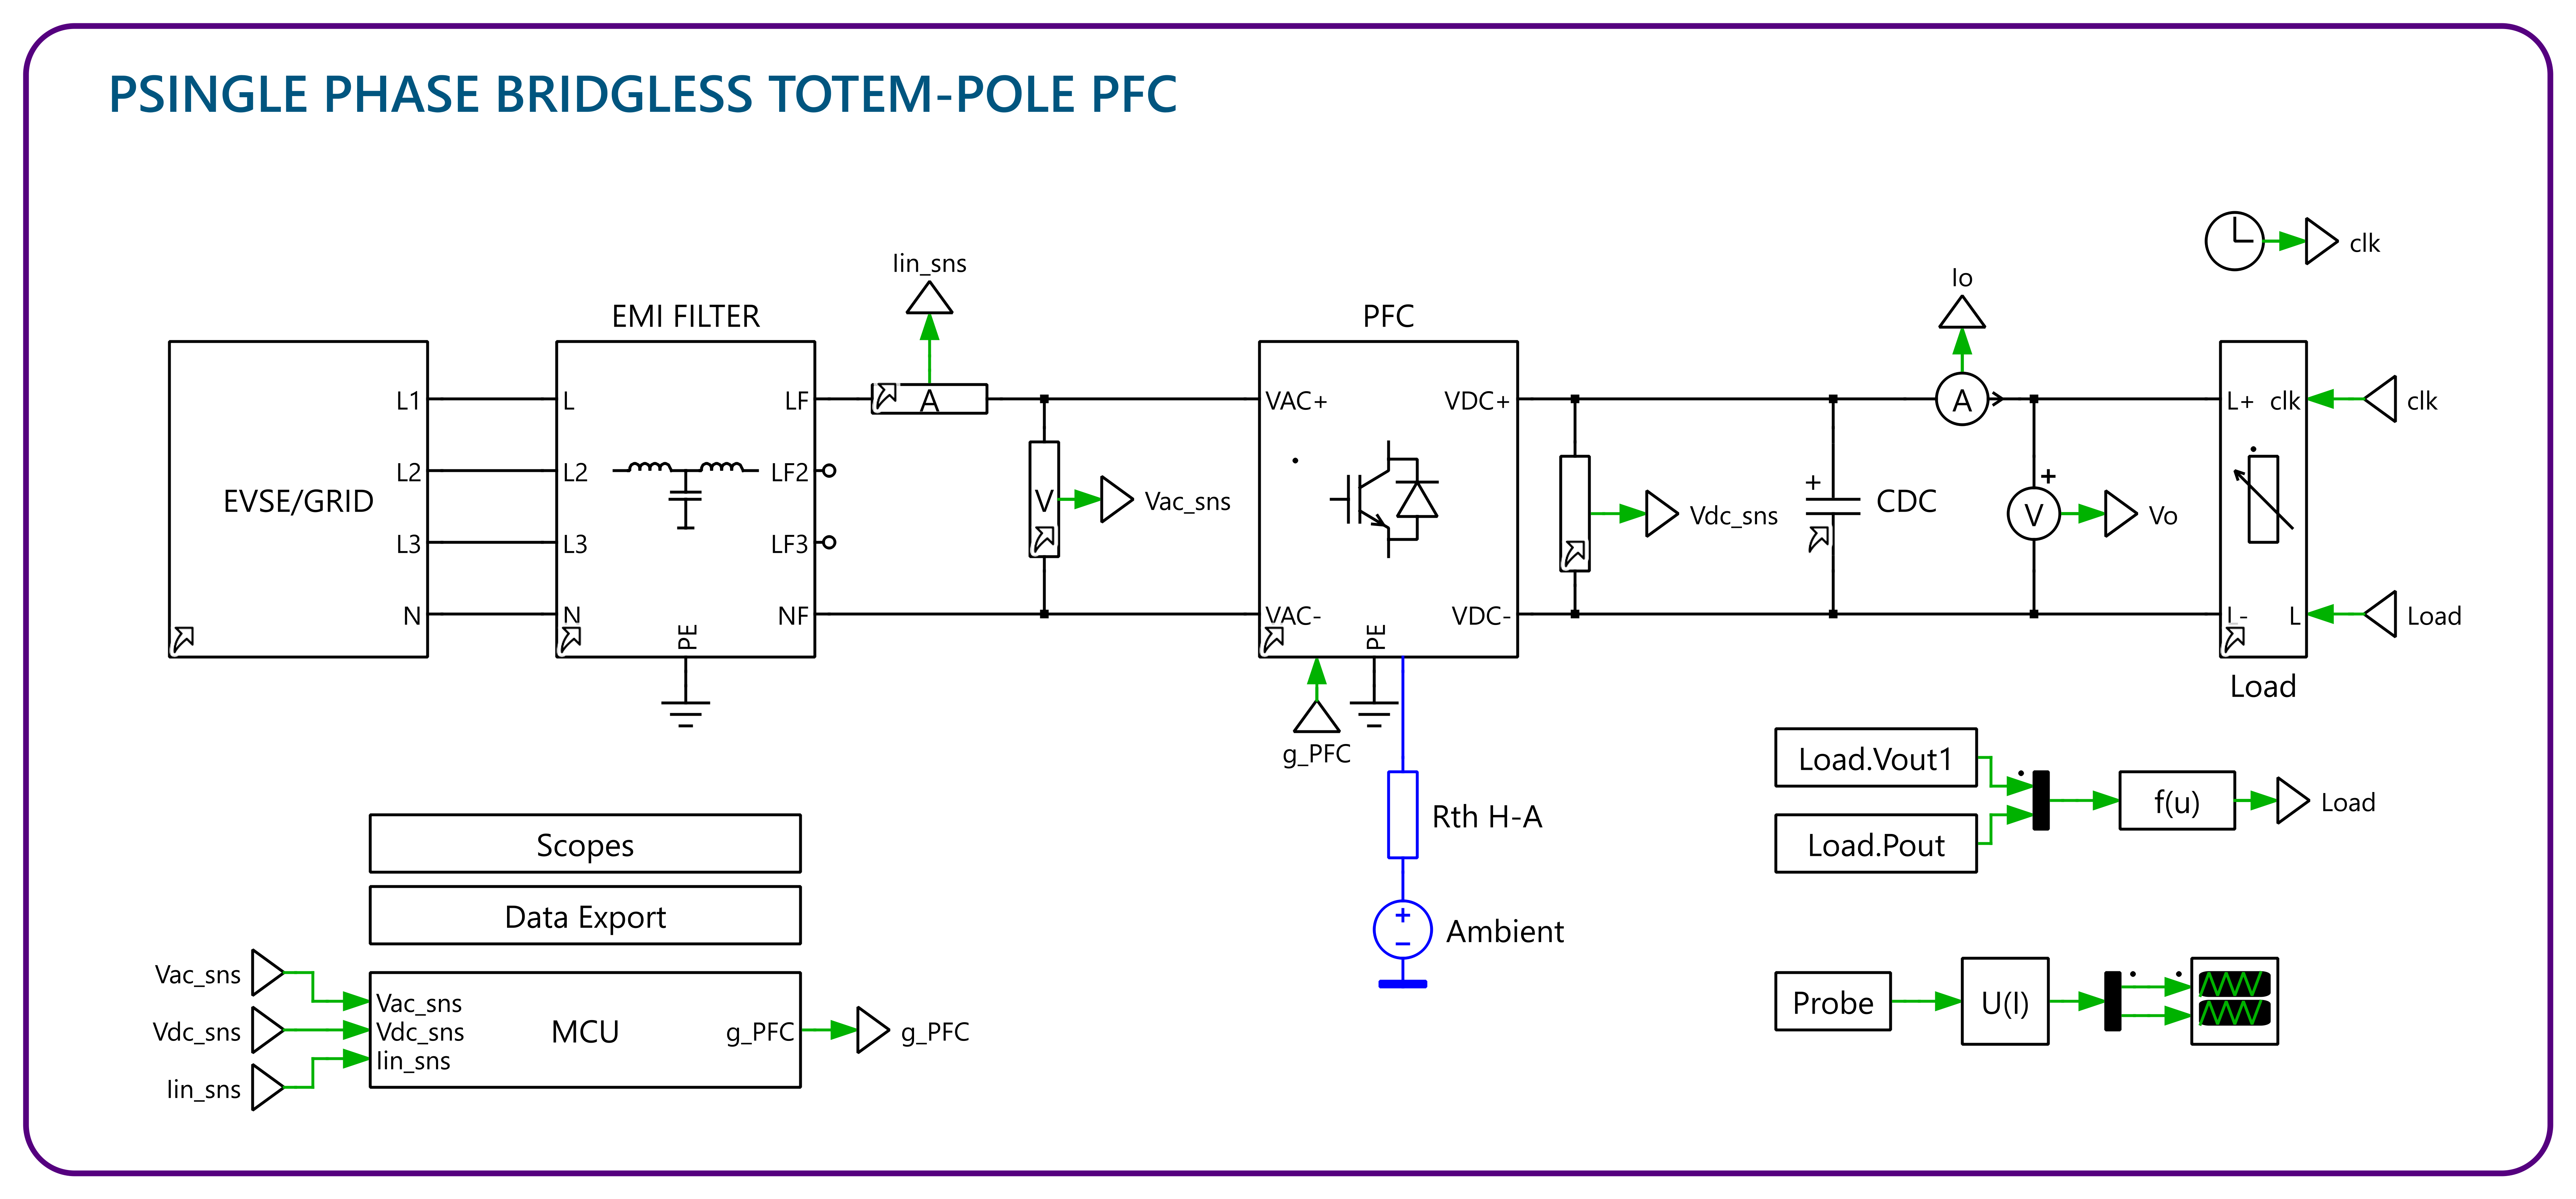 PSINGLE PHASE BRIDGLESS TOTEM-POLE PFC
clk
Iin_sns
Io
EMI FILTER
PFC
EVSE/GRID
L1
L2
L3
N
L
L2
L3
N
PE
LF
LF2
LF3
NF
A
V
Vac_sns
VAC+
VAC-
VDC+
VDC-
PE
g_PFC
Vdc_sns
+
CDC
A
+
V
Vo
L+
clk
L-
L
clk
Load
Load
Rth H-A
+
−
Ambient
Load.Vout1
Load.Pout
f(u)
Load
Scopes
Data Export
Vac_sns
Vdc_sns
Iin_sns
Vac_sns
Vdc_sns
Iin_sns
MCU
g_PFC
g_PFC
Probe
U(I)